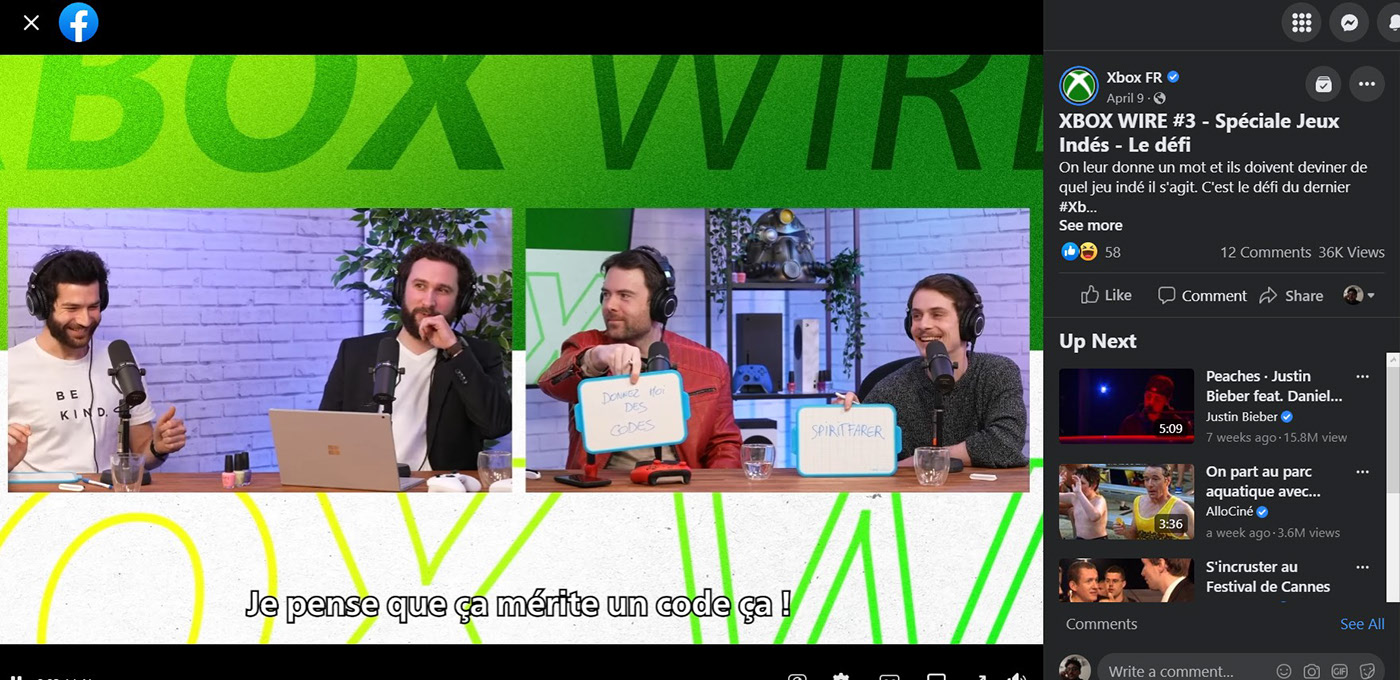 XBOX WIRE
BE
KIND.
DONNEZ MOI
DES
CODES
SPIRITFARER
Je pense que ça mérite un code ça !
Xbox FR
April 9 ·
XBOX WIRE #3 - Spéciale Jeux
Indés - Le défi
On leur donne un mot et ils doivent deviner de
quel jeu indé il s'agit. C'est le défi du dernier
#Xb...
See more
58
12 Comments 36K Views
Like Comment Share
Up Next
Peaches · Justin
Bieber feat. Daniel...
Justin Bieber
7 weeks ago · 15.8M view
5:09
On part au parc
aquatique avec...
AlloCiné
a week ago · 3.6M views
3:36
S'incruster au
Festival de Cannes
Comments See All
Write a comment...
GIF